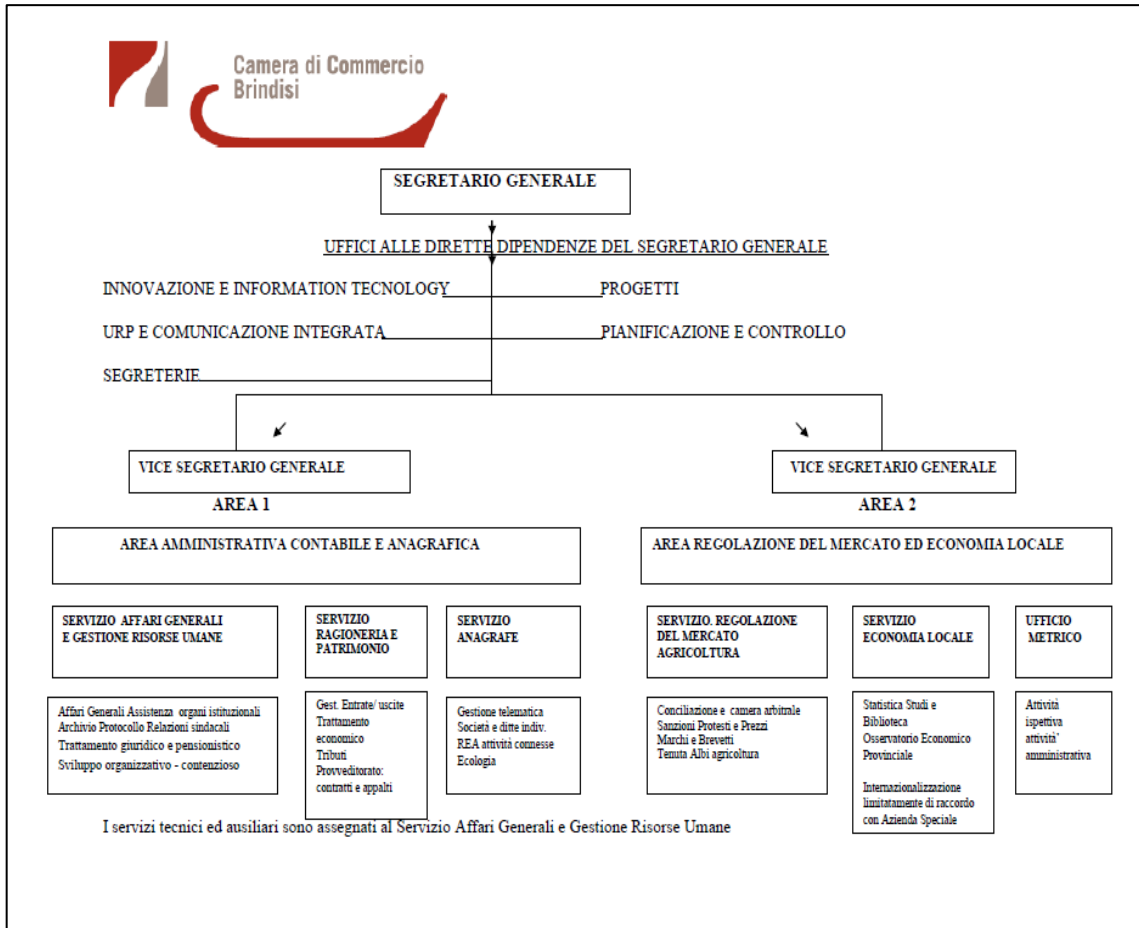 Camera di Commercio
Brindisi
SEGRETARIO GENERALE
UFFICI ALLE DIRETTE DIPENDENZE DEL SEGRETARIO GENERALE
INNOVAZIONE E INFORMATION TECNOLOGY
PROGETTI
URP E COMUNICAZIONE INTEGRATA
PIANIFICAZIONE E CONTROLLO
SEGRETERIE
VICE SEGRETARIO GENERALE
AREA 1
AREA AMMINISTRATIVA CONTABILE E ANAGRAFICA
SERVIZIO AFFARI GENERALI
E GESTIONE RISORSE UMANE
Affari Generali Assistenza organi istituzionali
Archivio Protocollo Relazioni sindacali
Trattamento giuridico e pensionistico
Sviluppo organizzativo - contenzioso
SERVIZIO
RAGIONERIA E
PATRIMONIO
Gest. Entrate/ uscite
Trattamento
economico
Tributi
Provveditorato:
contratti e appalti
SERVIZIO
ANAGRAFE
Gestione telematica
Società e ditte indiv.
REA attività connesse
Ecologia
VICE SEGRETARIO GENERALE
AREA 2
AREA REGOLAZIONE DEL MERCATO ED ECONOMIA LOCALE
SERVIZIO. REGOLAZIONE
DEL MERCATO
AGRICOLTURA
Conciliazione e camera arbitrale
Sanzioni Protesti e Prezzi
Marchi e Brevetti
Tenuta Albi agricoltura
SERVIZIO
ECONOMIA LOCALE
Statistica Studi e
Biblioteca
Osservatorio Economico
Provinciale
Internazionalizzazione
limitatamente di raccordo
con Azienda Speciale
UFFICIO
METRICO
Attività
ispettiva
attività'
amministrativa
I servizi tecnici ed ausiliari sono assegnati al Servizio Affari Generali e Gestione Risorse Umane